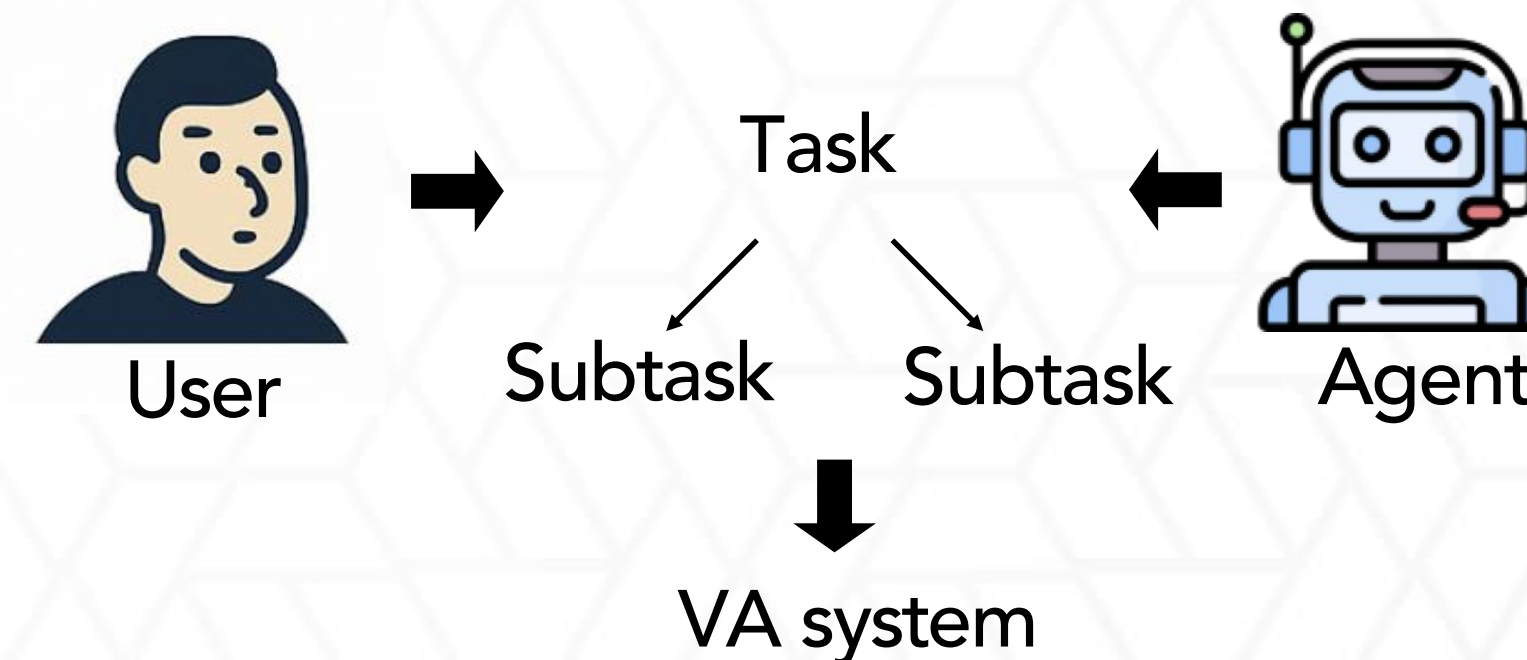 Task
Subtask
Subtask
User
Agent
VA system